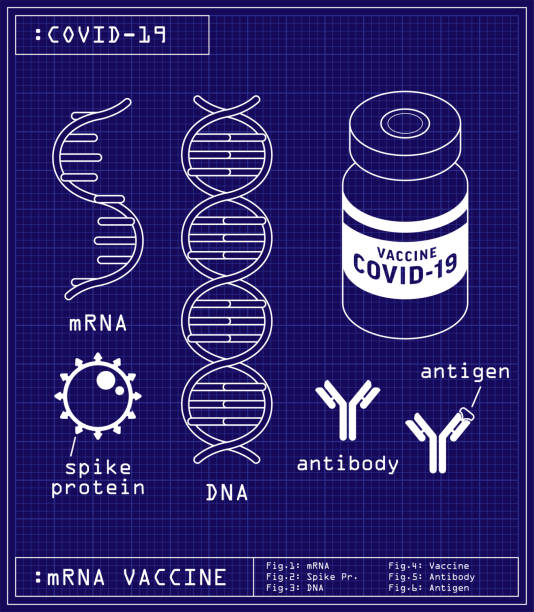 :COVID-19
VACCINE
COVID-19
mRNA
antigen
spike
protein
antibody
DNA
:mRNA VACCINE
Fig.1: mRNA
Fig.2: Spike Pr.
Fig.3: DNA
Fig.4: Vaccine
Fig.5: Antibody
Fig.6: Antigen